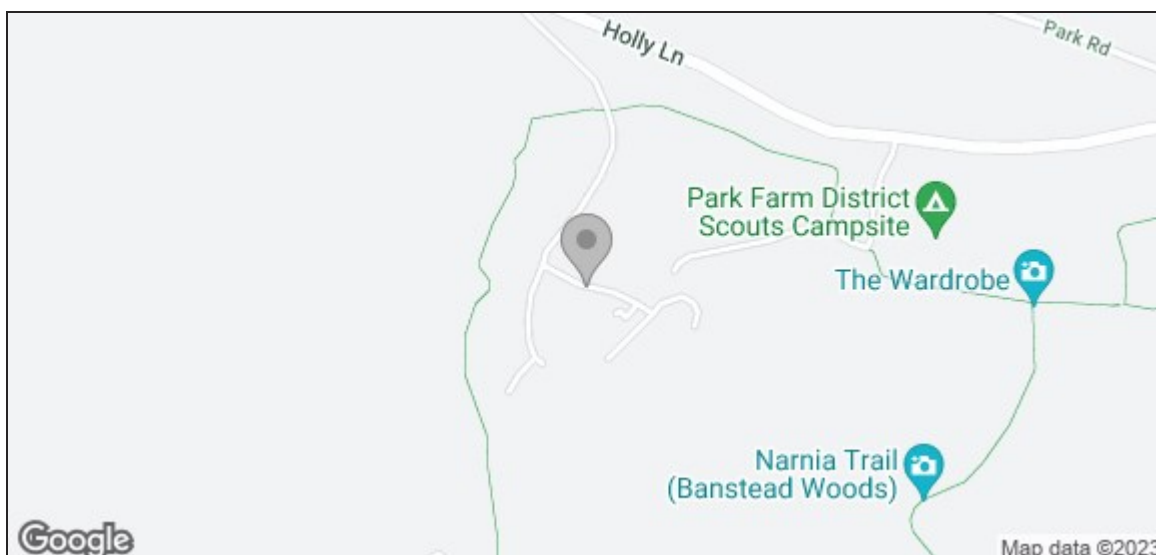 Holly Ln
Park Rd
Park Farm District
Scouts Campsite
The Wardrobe
Narnia Trail
(Banstead Woods)
Google
Map data ©2023